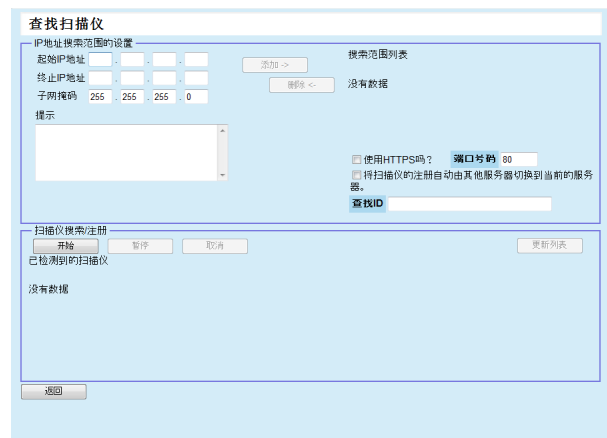 查找扫描仪
IP地址搜索范围的设置
起始IP地址 . . .
添加 ->
搜索范围列表
终止IP地址 . . .
删除 <-
没有数据
子网掩码 255 . 255 . 255 . 0
提示
使用HTTPS吗？ 端口号码 80
将扫描仪的注册自动由其他服务器切换到当前的服务
器。
查找ID
扫描仪搜索/注册
开始 暂停 取消 更新列表
已检测到的扫描仪
没有数据
返回